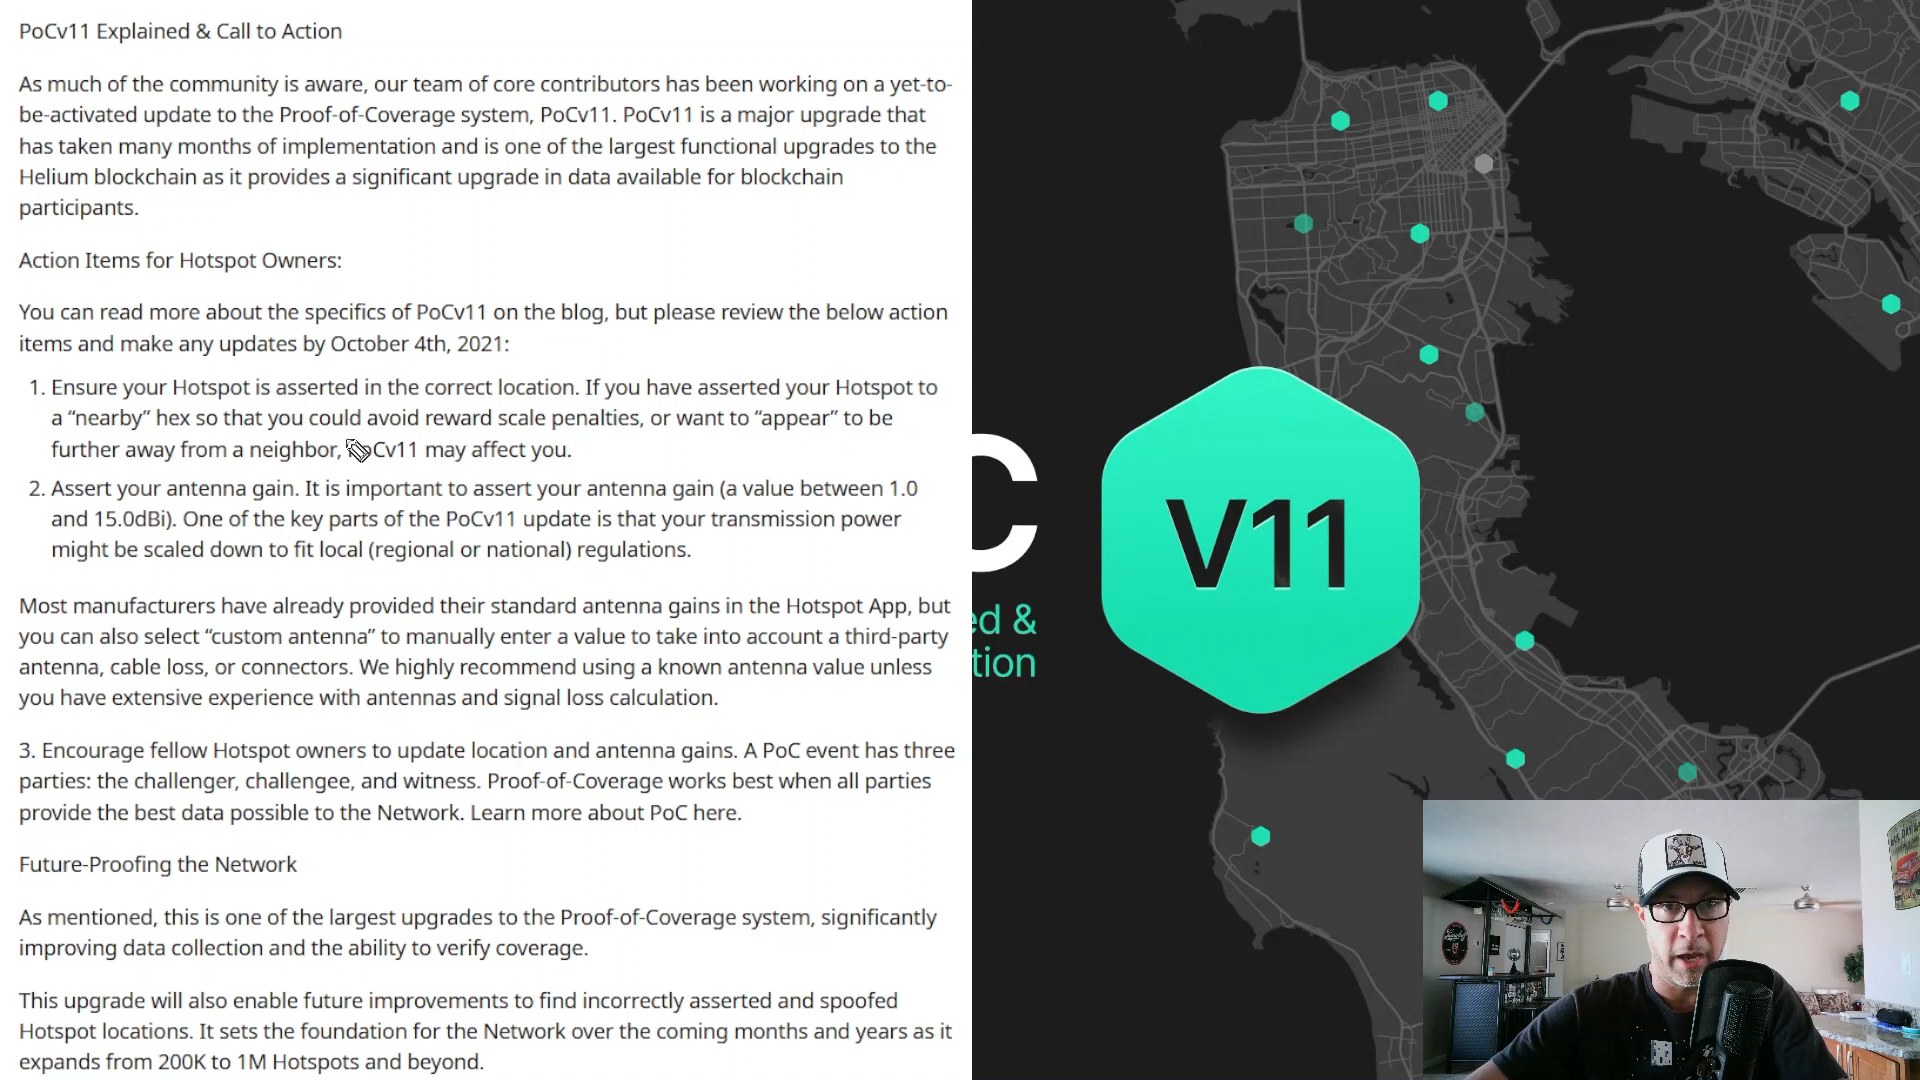 PoCv11 Explained & Call to Action
As much of the community is aware, our team of core contributors has been working on a yet-to-
be-activated update to the Proof-of-Coverage system, PoCv11. PoCv11 is a major upgrade that
has taken many months of implementation and is one of the largest functional upgrades to the
Helium blockchain as it provides a significant upgrade in data available for blockchain
participants.
Action Items for Hotspot Owners:
You can read more about the specifics of PoCv11 on the blog, but please review the below action
items and make any updates by October 4th, 2021:
1. Ensure your Hotspot is asserted in the correct location. If you have asserted your Hotspot to
a “nearby” hex so that you could avoid reward scale penalties, or want to “appear” to be
further away from a neighbor, PoCv11 may affect you.
2. Assert your antenna gain. It is important to assert your antenna gain (a value between 1.0
and 15.0dBi). One of the key parts of the PoCv11 update is that your transmission power
might be scaled down to fit local (regional or national) regulations.
Most manufacturers have already provided their standard antenna gains in the Hotspot App, but
you can also select “custom antenna” to manually enter a value to take into account a third-party
antenna, cable loss, or connectors. We highly recommend using a known antenna value unless
you have extensive experience with antennas and signal loss calculation.
3. Encourage fellow Hotspot owners to update location and antenna gains. A PoC event has three
parties: the challenger, challengee, and witness. Proof-of-Coverage works best when all parties
provide the best data possible to the Network. Learn more about PoC here.
Future-Proofing the Network
As mentioned, this is one of the largest upgrades to the Proof-of-Coverage system, significantly
improving data collection and the ability to verify coverage.
This upgrade will also enable future improvements to find incorrectly asserted and spoofed
Hotspot locations. It sets the foundation for the Network over the coming months and years as it
expands from 200K to 1M Hotspots and beyond.
C
V11
ed &
tion